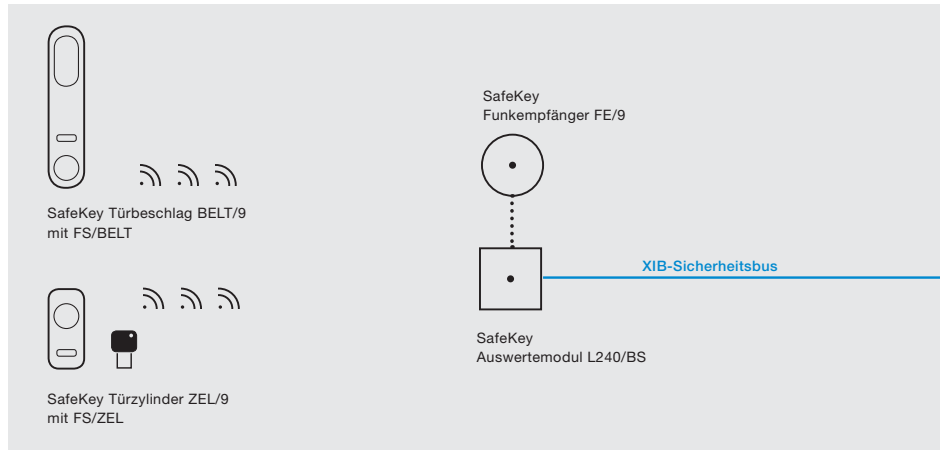 SafeKey
Funkempfänger FE/9
SafeKey Türbeschlag BELT/9
mit FS/BELT
XIB-Sicherheitsbus
SafeKey
Auswertemodul L240/BS
SafeKey Türzylinder ZEL/9
mit FS/ZEL